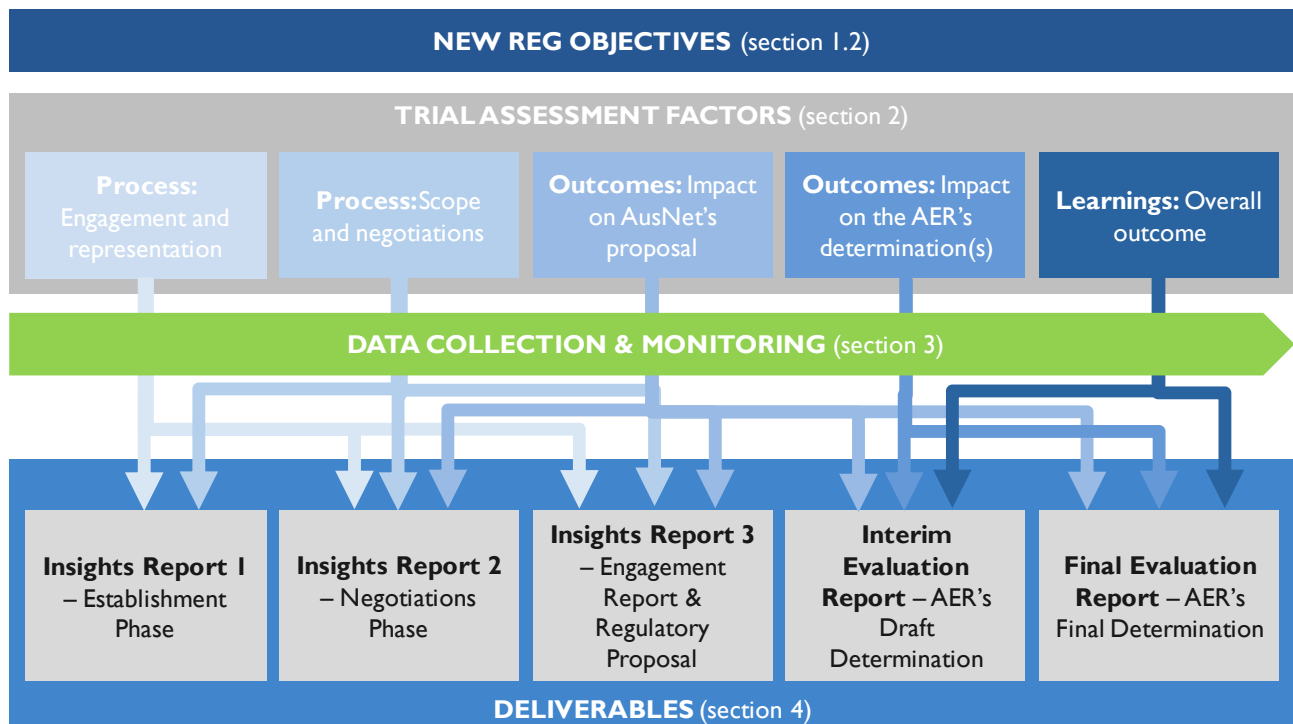 NEW REG OBJECTIVES (section 1.2)
TRIAL ASSESSMENT FACTORS (section 2)
Process:
Engagement and
representation
Process:Scope
and negotiations
Outcomes: Impact
on AusNet's
proposal
Outcomes: Impact
on the AER's
determination(s)
Learnings: Overall
outcome
DATA COLLECTION & MONITORING (section 3)
Insights Report 1
– Establishment
Phase
Insights Report 2
– Negotiations
Phase
Insights Report 3
– Engagement
Report &
Regulatory
Proposal
Interim
Evaluation
Report – AER's
Draft
Determination
Final Evaluation
Report – AER's
Final Determination
DELIVERABLES (section 4)